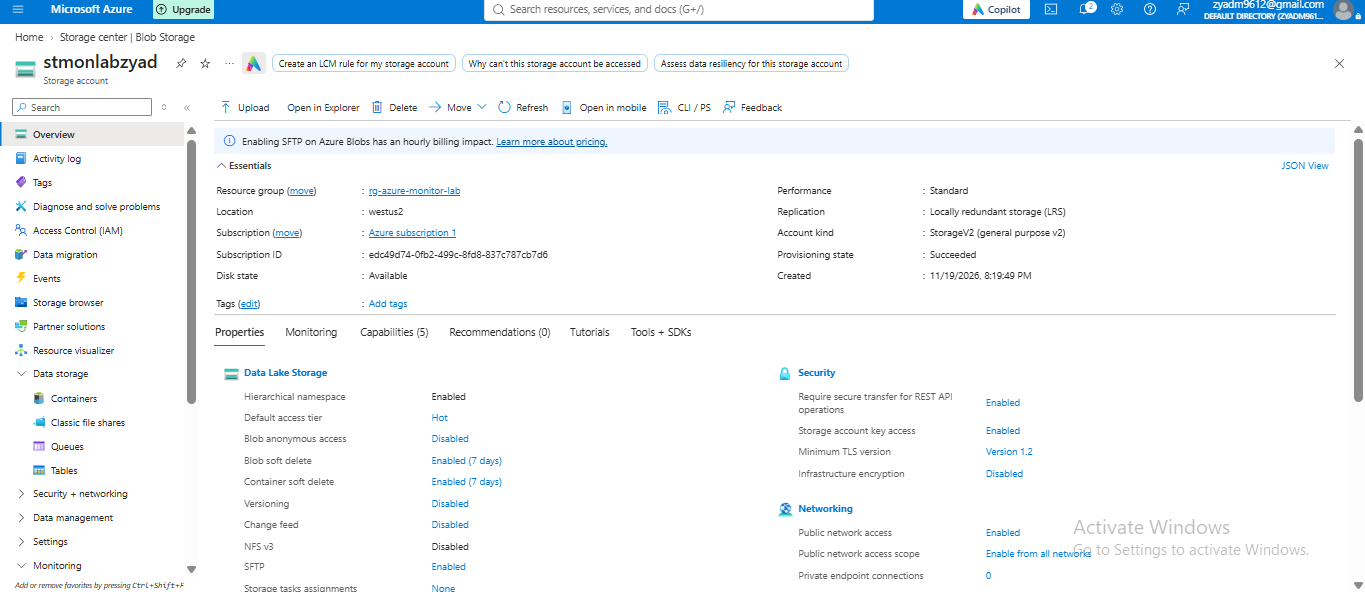 Microsoft Azure
Upgrade
Search resources, services, and docs (G+/)
Copilot
2
zyadm9612@gmail.com
DEFAULT DIRECTORY (ZYADM961...
Home > Storage center | Blob Storage
stmonlabzyad
Storage account
Create an LCM rule for my storage account
Why can't this storage account be accessed
Assess data resiliency for this storage account
Search
Upload Open in Explorer Delete Move Refresh Open in mobile CLI / PS Feedback
Overview
Activity log
Tags
Diagnose and solve problems
Access Control (IAM)
Data migration
Events
Storage browser
Partner solutions
Resource visualizer
Data storage
Containers
Classic file shares
Queues
Tables
Security + networking
Data management
Settings
Monitoring
Add or remove favorites by pressing Ctrl+Shift+F
Enabling SFTP on Azure Blobs has an hourly billing impact. Learn more about pricing.
Essentials
JSON View
Resource group (move) : rg-azure-monitor-lab
Location : westus2
Subscription (move) : Azure subscription 1
Subscription ID : edc49d74-0fb2-499c-8fd8-837c787cb7d6
Disk state : Available
Tags (edit) : Add tags
Performance : Standard
Replication : Locally redundant storage (LRS)
Account kind : StorageV2 (general purpose v2)
Provisioning state : Succeeded
Created : 11/19/2026, 8:19:49 PM
Properties Monitoring Capabilities (5) Recommendations (0) Tutorials Tools + SDKs
Data Lake Storage
Hierarchical namespace Enabled
Default access tier Hot
Blob anonymous access Disabled
Blob soft delete Enabled (7 days)
Container soft delete Enabled (7 days)
Versioning Disabled
Change feed Disabled
NFS v3 Disabled
SFTP Enabled
Storage tasks assignments None
Security
Require secure transfer for REST API
operations Enabled
Storage account key access Enabled
Minimum TLS version Version 1.2
Infrastructure encryption Disabled
Networking
Public network access Enabled
Public network access scope Enable from all networks
Private endpoint connections 0
Activate Windows
Go to Settings to activate Windows.